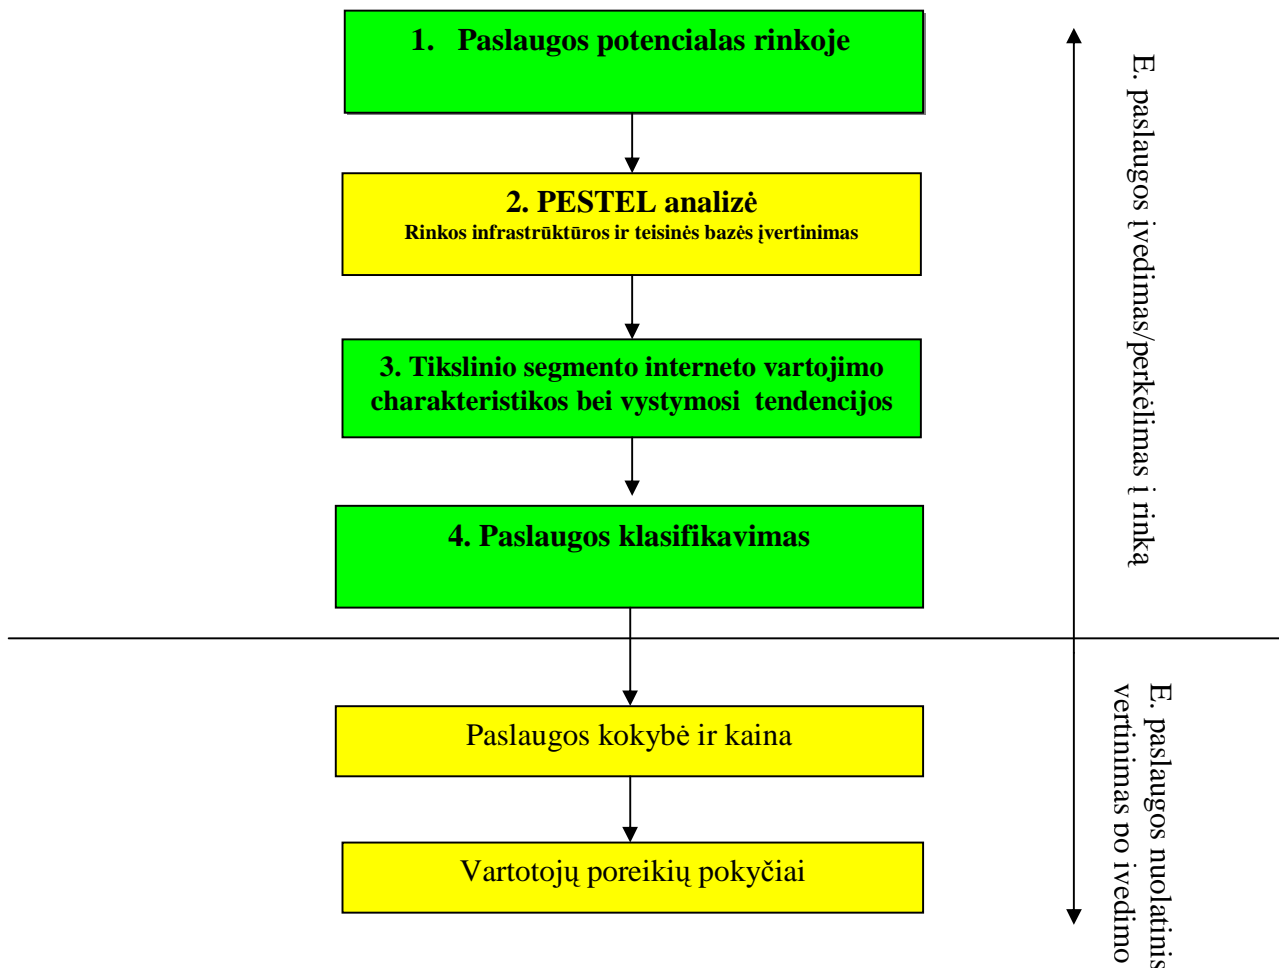 1. Paslaugos potencialas rinkoje
2. PESTEL analizė
Rinkos infrastrūktūros ir teisinės bazės įvertinimas
3. Tikslinio segmento interneto vartojimo
charakteristikos bei vystymosi tendencijos
4. Paslaugos klasifikavimas
E. paslaugos įvedimas/perkėlimas į rinką
Paslaugos kokybė ir kaina
Vartotojų poreikių pokyčiai
E. paslaugos nuolatinis
vertinimas po įvedimo